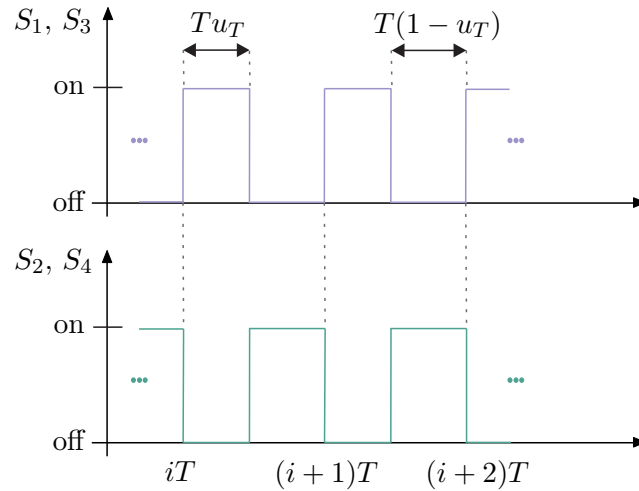 S₁, S₃
Tu_T
T(1 − u_T)
on
•••
•••
off
S₂, S₄
on
•••
•••
off
iT
(i + 1)T
(i + 2)T